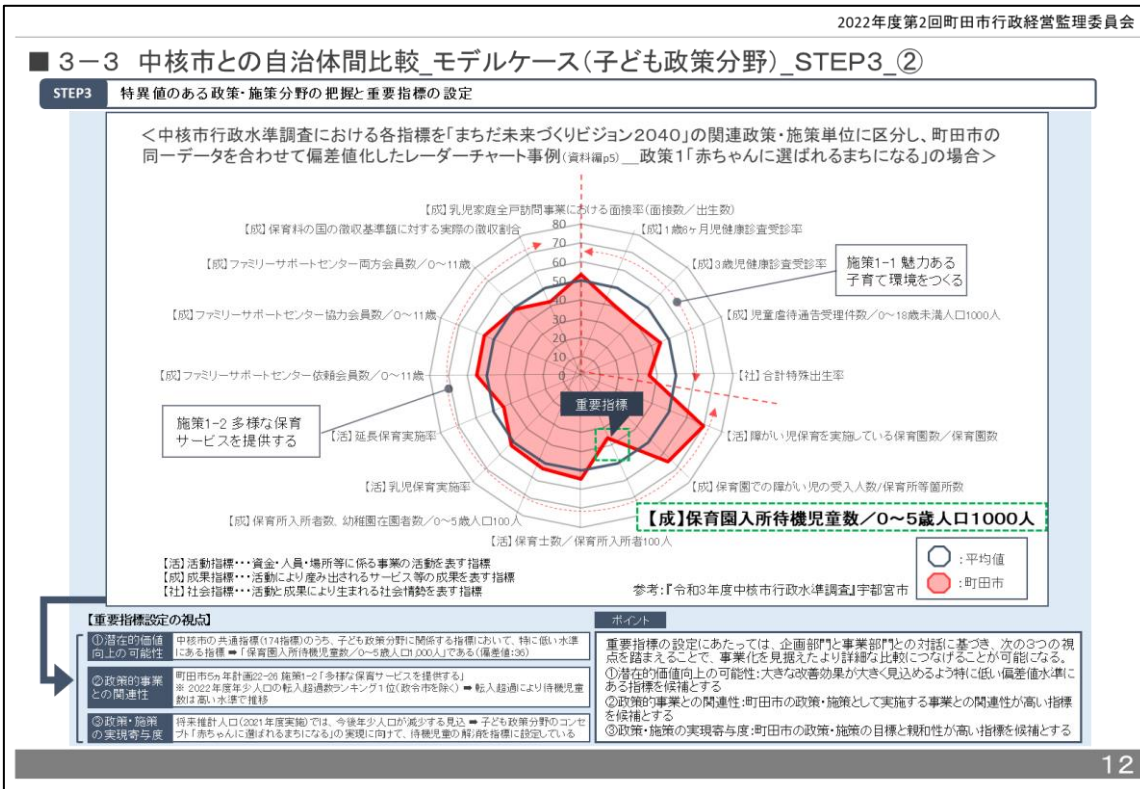 2022年度第2回町田市行政経営監理委員会
■ 3－3 中核市との自治体間比較_モデルケース(子ども政策分野)_STEP3_②
STEP3 特異値のある政策・施策分野の把握と重要指標の設定
＜中核市行政水準調査における各指標を「まちだ未来づくりビジョン2040」の関連政策・施策単位に区分し、町田市の
同一データを合わせて偏差値化したレーダーチャート事例(資料編p5)__政策1「赤ちゃんに選ばれるまちになる」の場合＞
【成】乳児家庭全戸訪問事業における面接率(面接数／出生数)
【成】保育料の国の徴収基準額に対する実際の徴収割合
【成】1歳6ヶ月児健康診査受診率
【成】ファミリーサポートセンター両方会員数／0～11歳
【成】3歳児健康診査受診率
施策1-1 魅力ある
子育て環境をつくる
【成】ファミリーサポートセンター協力会員数／0～11歳
【成】児童虐待通告受理件数／0～18歳未満人口1000人
【成】ファミリーサポートセンター依頼会員数／0～11歳
【社】合計特殊出生率
80
70
60
50
40
30
20
10
0
重要指標
施策1-2 多様な保育
サービスを提供する
【活】延長保育実施率
【活】障がい児保育を実施している保育園数／保育園数
【活】乳児保育実施率
【成】保育園での障がい児の受入人数/保育所等箇所数
【成】保育所入所者数、幼稚園在園者数／0～5歳人口100人
【成】保育園入所待機児童数／0～5歳人口1000人
【活】保育士数／保育所入所者100人
【活】活動指標・・・資金・人員・場所等に係る事業の活動を表す指標
【成】成果指標・・・活動により産み出されるサービス等の成果を表す指標
【社】社会指標・・・活動と成果により生まれる社会情勢を表す指標
：平均値
：町田市
参考：『令和3年度中核市行政水準調査』宇都宮市
【重要指標設定の視点】
①潜在的価値
向上の可能性
中核市の共通指標(174指標)のうち、子ども政策分野に関係する指標において、特に低い水準
にある指標 ➡ 「保育園入所待機児童数／0～5歳人口1,000人」である(偏差値：36)
②政策的事業
との関連性
町田市5ヵ年計画22-26 施策1-2「多様な保育サービスを提供する」
※ 2022年度年少人口の転入超過数ランキング1位(政令市を除く) ➡ 転入超過により待機児童
数は高い水準で推移
③政策・施策
の実現寄与度
将来推計人口(2021年度実施)では、今後年少人口が減少する見込 ➡ 子ども政策分野のコンセ
プト「赤ちゃんに選ばれるまちになる」の実現に向けて、待機児童の解消を指標に設定している
ポイント
重要指標の設定にあたっては、企画部門と事業部門との対話に基づき、次の3つの視
点を踏まえることで、事業化を見据えたより詳細な比較につなげることが可能になる。
①潜在的価値向上の可能性：大きな改善効果が大きく見込めるよう特に低い偏差値水準に
ある指標を候補とする
②政策的事業との関連性：町田市の政策・施策として実施する事業との関連性が高い指標
を候補とする
③政策・施策の実現寄与度：町田市の政策・施策の目標と親和性が高い指標を候補とする
12